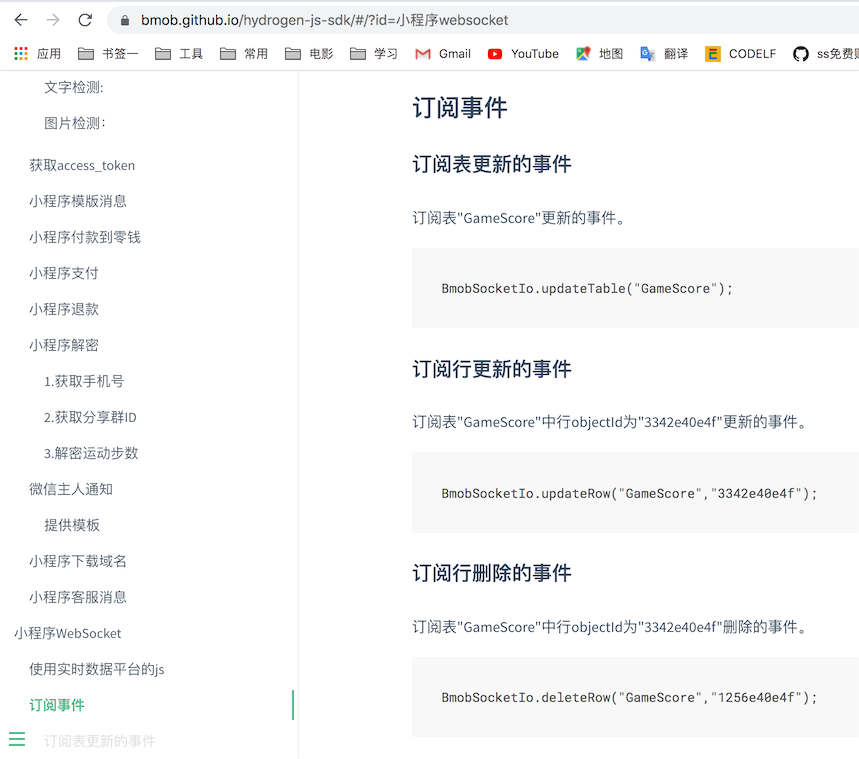 bmob.github.io/hydrogen-js-sdk/#/?id=小程序websocket
应用 书签一 工具 常用 电影 学习 Gmail YouTube 地图 翻译 CODELF ss免费
文字检测:
图片检测：
获取access_token
小程序模版消息
小程序付款到零钱
小程序支付
小程序退款
小程序解密
1.获取手机号
2.获取分享群ID
3.解密运动步数
微信主人通知
提供模板
小程序下载域名
小程序客服消息
小程序WebSocket
使用实时数据平台的js
订阅事件
订阅表更新的事件
订阅事件
订阅表更新的事件
订阅表"GameScore"更新的事件。
BmobSocketIo.updateTable("GameScore");
订阅行更新的事件
订阅表"GameScore"中行objectId为"3342e40e4f"更新的事件。
BmobSocketIo.updateRow("GameScore","3342e40e4f");
订阅行删除的事件
订阅表"GameScore"中行objectId为"3342e40e4f"删除的事件。
BmobSocketIo.deleteRow("GameScore","1256e40e4f");